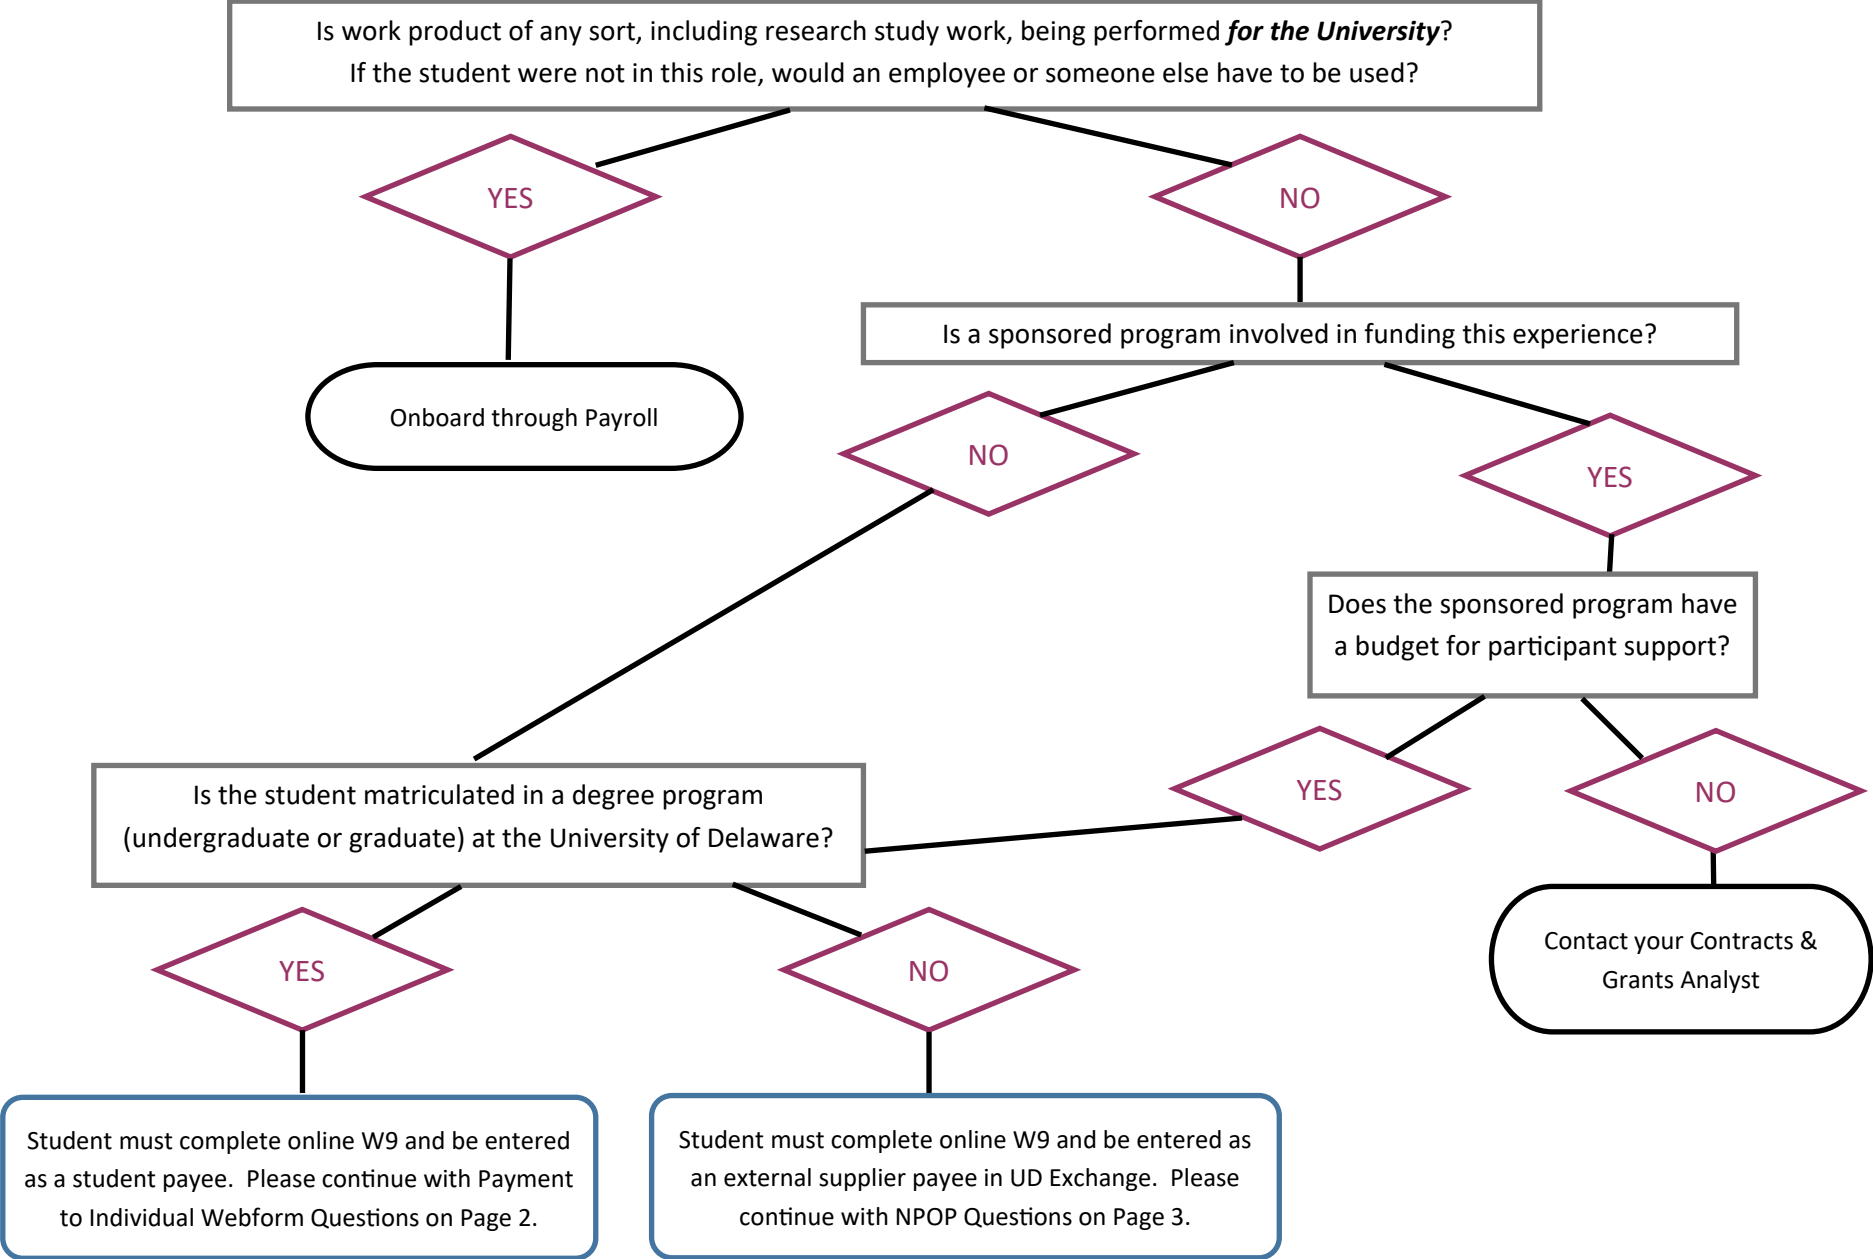 Is work product of any sort, including research study work, being performed for the University?
If the student were not in this role, would an employee or someone else have to be used?
YES
NO
Is a sponsored program involved in funding this experience?
Onboard through Payroll
NO
YES
Does the sponsored program have
a budget for participant support?
YES
NO
Is the student matriculated in a degree program
(undergraduate or graduate) at the University of Delaware?
Contact your Contracts &
Grants Analyst
YES
NO
Student must complete online W9 and be entered
as a student payee.  Please continue with Payment
to Individual Webform Questions on Page 2.
Student must complete online W9 and be entered as
an external supplier payee in UD Exchange.  Please
continue with NPOP Questions on Page 3.